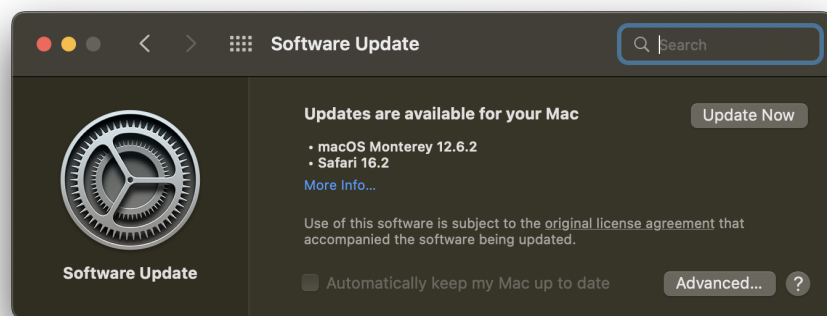 Software Update
Search
Updates are available for your Mac
Update Now
• macOS Monterey 12.6.2
• Safari 16.2
More Info...
Use of this software is subject to the original license agreement that
accompanied the software being updated.
Software Update
Automatically keep my Mac up to date
Advanced...
?